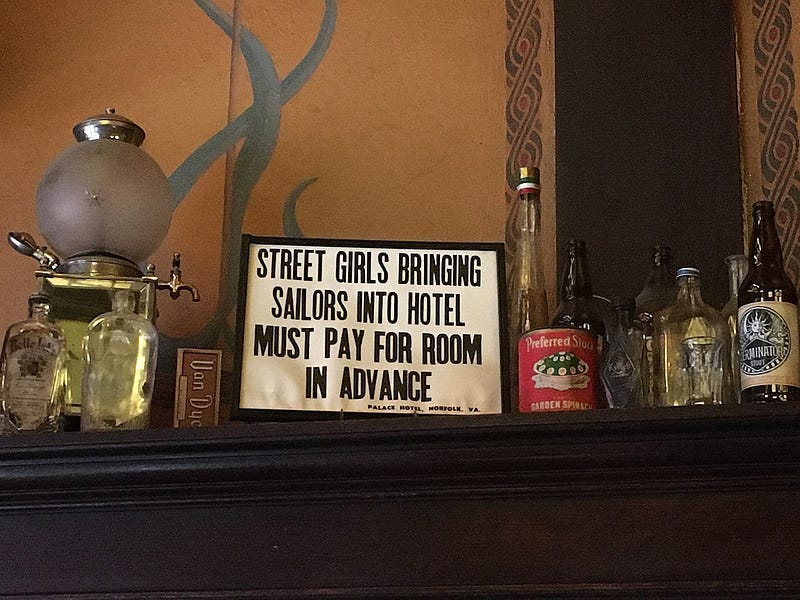 STREET GIRLS BRINGING
SAILORS INTO HOTEL
MUST PAY FOR ROOM
IN ADVANCE
PALACE HOTEL, NORFOLK, VA.
Van Dyc
Preferred Stock
GARDEN SPINACH
TERMINATOR
STOUT